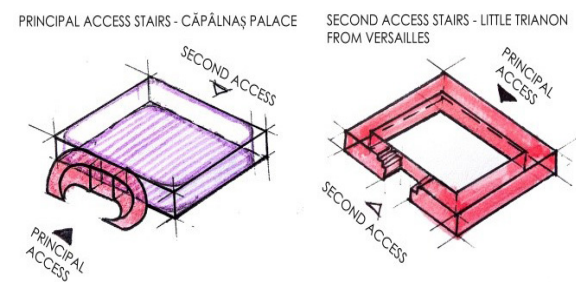 PRINCIPAL ACCESS STAIRS - CĂPÂLNAȘ PALACE
SECOND ACCESS
PRINCIPAL
ACCESS
SECOND ACCESS STAIRS - LITTLE TRIANON
FROM VERSAILLES
PRINCIPAL
ACCESS
SECOND ACCESS